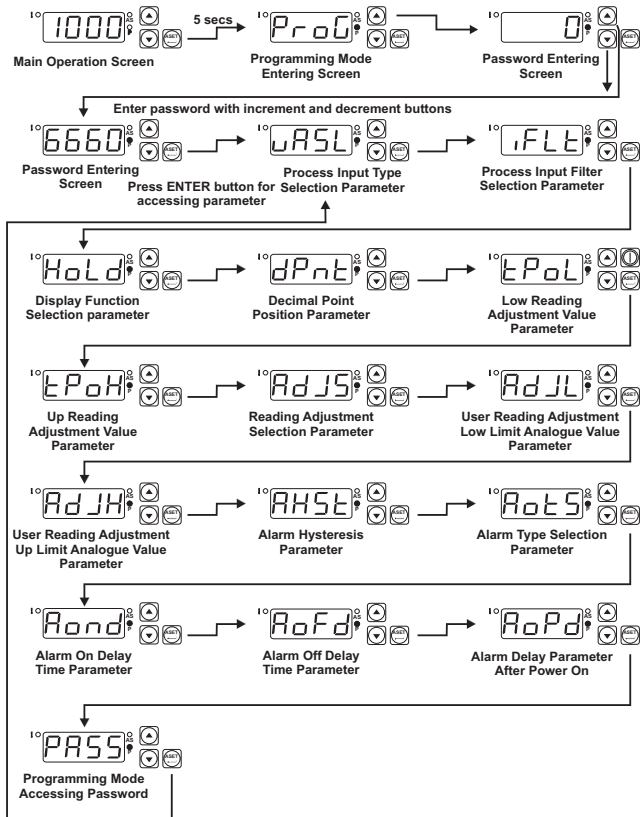 5 secs
1000
ProG
0
Main Operation Screen
Programming Mode
Entering Screen
Password Entering
Screen
Enter password with increment and decrement buttons
6660
uASL
iFLt
Password Entering
Screen
Press ENTER button for
accessing parameter
Process Input Type
Selection Parameter
Process Input Filter
Selection Parameter
HoLd
dPnt
tPoL
Display Function
Selection parameter
Decimal Point
Position Parameter
Low Reading
Adjustment Value
Parameter
tPoH
AdJS
AdJL
Up Reading
Adjustment Value
Parameter
Reading Adjustment
Selection Parameter
User Reading Adjustment
Low Limit Analogue Value
Parameter
AdJH
AHSt
AotS
User Reading Adjustment
Up Limit Analogue Value
Parameter
Alarm Hysteresis
Parameter
Alarm Type Selection
Parameter
Aond
AoFd
AoPd
Alarm On Delay
Time Parameter
Alarm Off Delay
Time Parameter
Alarm Delay Parameter
After Power On
PASS
Programming Mode
Accessing Password